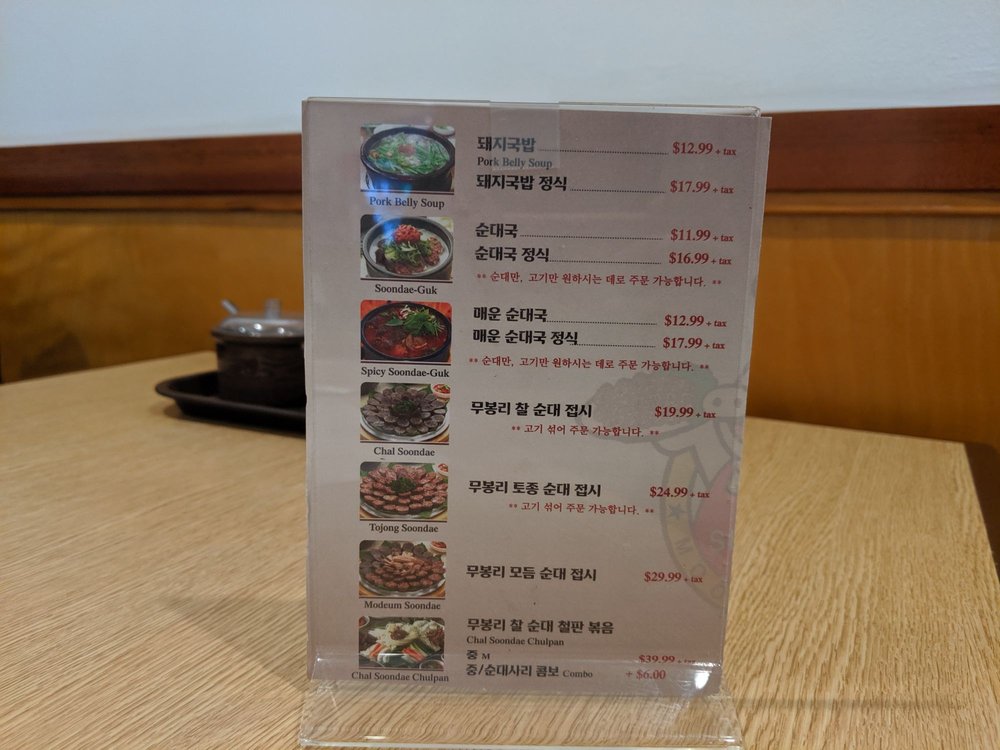 돼지국밥 $12.99 + tax
Pork Belly Soup
돼지국밥 정식 $17.99 + tax
Pork Belly Soup
순대국 $11.99 + tax
순대국 정식 $16.99 + tax
** 순대만, 고기만 원하시는 데로 주문 가능합니다. **
Soondae-Guk
매운 순대국 $12.99 + tax
매운 순대국 정식 $17.99 + tax
** 순대만, 고기만 원하시는 데로 주문 가능합니다. **
Spicy Soondae-Guk
무봉리 찰 순대 접시 $19.99 + tax
** 고기 섞어 주문 가능합니다. **
Chal Soondae
무봉리 토종 순대 접시 $24.99 + tax
** 고기 섞어 주문 가능합니다. **
Tojong Soondae
무봉리 모듬 순대 접시 $29.99 + tax
Modeum Soondae
무봉리 찰 순대 철판 볶음
Chal Soondae Chulpan
중 M $39.99 + tax
중/순대사리 콤보 Combo + $6.00
Chal Soondae Chulpan